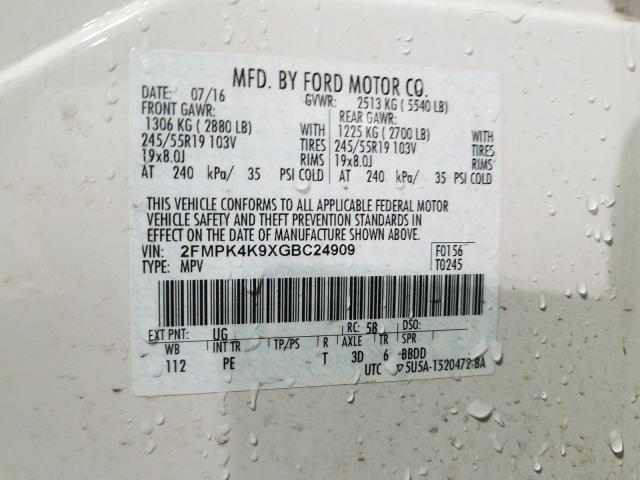 MFD. BY FORD MOTOR CO.
DATE: 07/16 GVWR: 2513 KG ( 5540 LB)
FRONT GAWR: REAR GAWR:
1306 KG ( 2880 LB) WITH 1225 KG ( 2700 LB) WITH
245/55R19 103V TIRES 245/55R19 103V TIRES
19x8.0J RIMS 19x8.0J RIMS
AT 240 kPa/ 35 PSI COLD AT 240 kPa/ 35 PSI COLD
THIS VEHICLE CONFORMS TO ALL APPLICABLE FEDERAL MOTOR
VEHICLE SAFETY AND THEFT PREVENTION STANDARDS IN
EFFECT ON THE DATE OF MANUFACTURE SHOWN ABOVE.
VIN: 2FMPK4K9XGBC24909 F0156
TYPE: MPV T0245
EXT PNT: UG RC: 58 DSO:
WB INT TR TP/PS R AXLE TR SPR
112 PE T 3D 6 BBDD
UTC ▽5U5A-1520472-BA